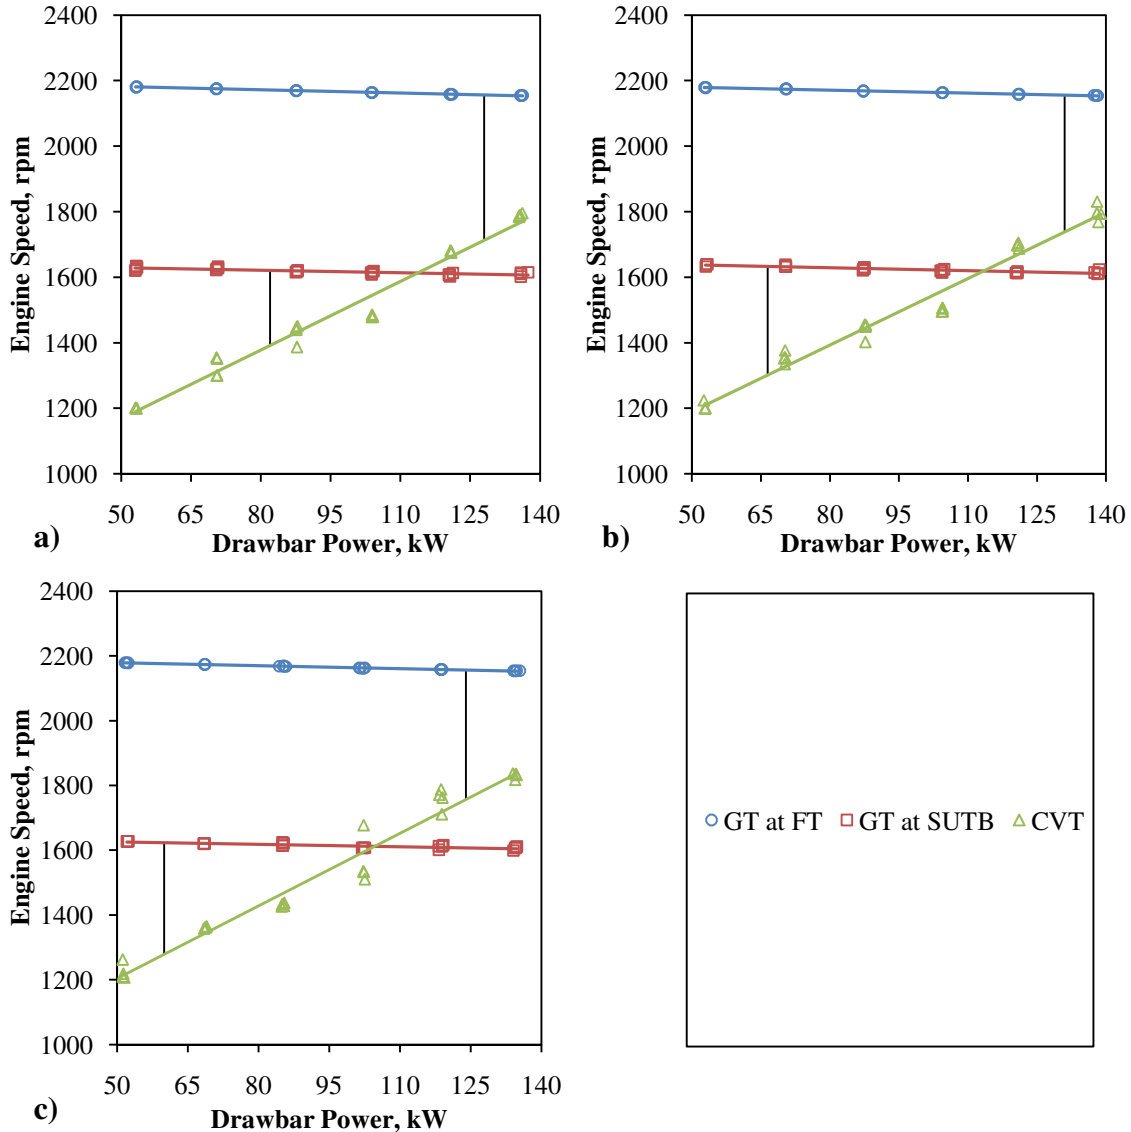 2400
2200
2000
1800
1600
1400
1200
1000
Engine Speed, rpm
50 65 80 95 110 125 140
Drawbar Power, kW
a)
2400
2200
2000
1800
1600
1400
1200
1000
Engine Speed, rpm
50 65 80 95 110 125 140
Drawbar Power, kW
b)
2400
2200
2000
1800
1600
1400
1200
1000
Engine Speed, rpm
50 65 80 95 110 125 140
Drawbar Power, kW
c)
GT at FT GT at SUTB CVT